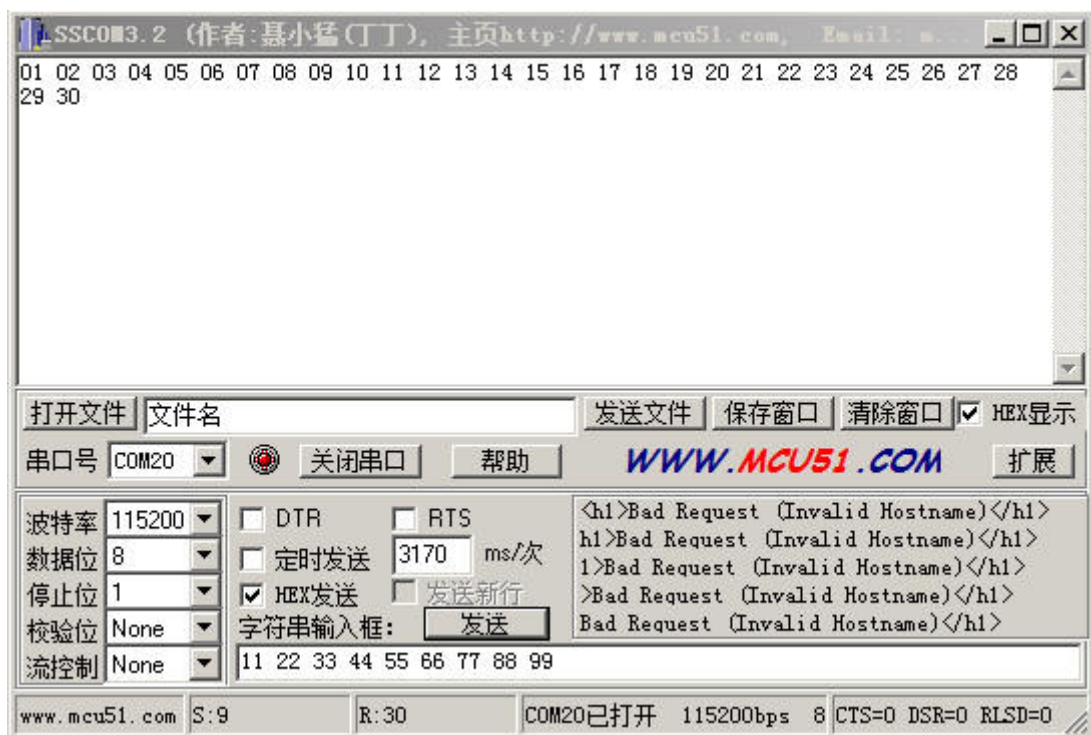 SSCOM3.2 (作者:聂小猛(丁丁), 主页http://www.mcu51.com, Email: m...
01 02 03 04 05 06 07 08 09 10 11 12 13 14 15 16 17 18 19 20 21 22 23 24 25 26 27 28
29 30
打开文件 文件名 发送文件 保存窗口 清除窗口 HEX显示
串口号 COM20 关闭串口 帮助 WWW.MCU51.COM 扩展
波特率 115200 DTR RTS <h1>Bad Request (Invalid Hostname)</h1>
h1>Bad Request (Invalid Hostname)</h1>
数据位 8 定时发送 3170 ms/次 1>Bad Request (Invalid Hostname)</h1>
停止位 1 HEX发送 发送新行 >Bad Request (Invalid Hostname)</h1>
校验位 None 字符串输入框: 发送 Bad Request (Invalid Hostname)</h1>
流控制 None 11 22 33 44 55 66 77 88 99
www.mcu51.com S:9 R:30 COM20已打开 115200bps 8 CTS=0 DSR=0 RLSD=0